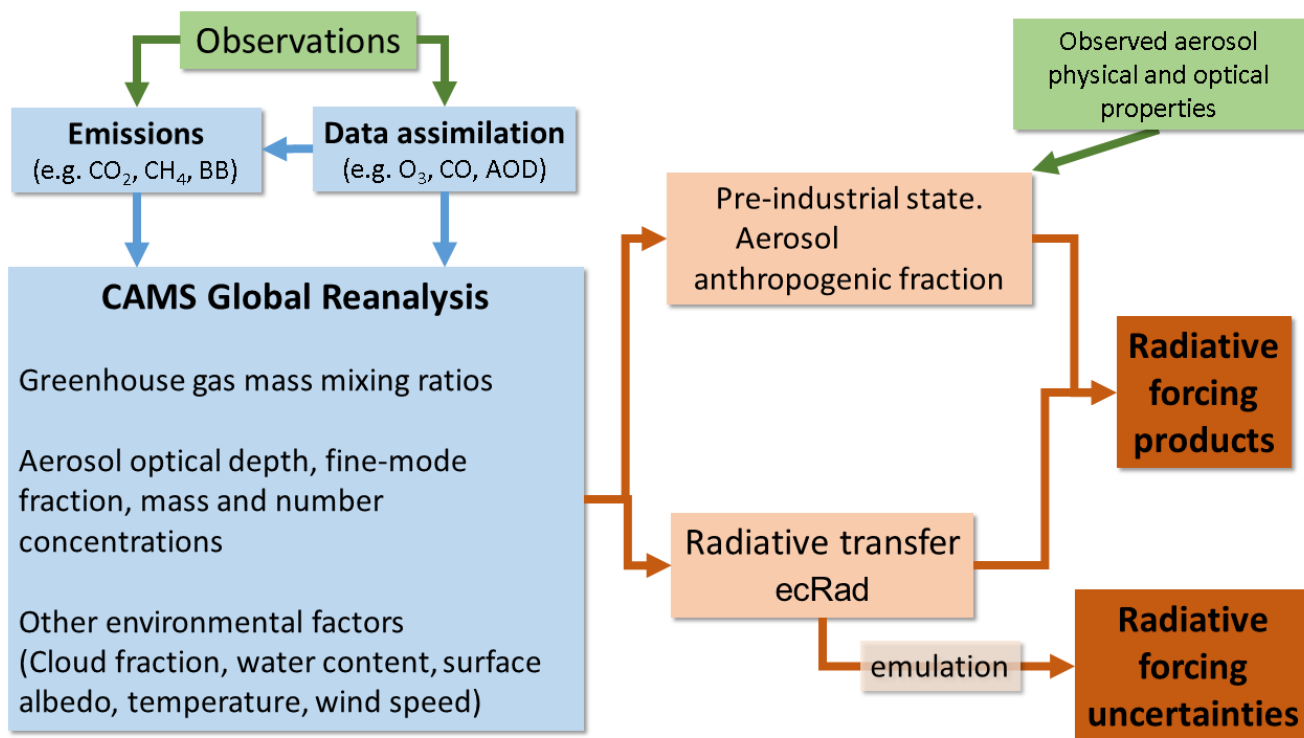 Observations
Emissions
(e.g. CO₂, CH₄, BB)
Data assimilation
(e.g. O₃, CO, AOD)
CAMS Global Reanalysis
Greenhouse gas mass mixing ratios
Aerosol optical depth, fine-mode
fraction, mass and number
concentrations
Other environmental factors
(Cloud fraction, water content, surface
albedo, temperature, wind speed)
Observed aerosol
physical and optical
properties
Pre-industrial state.
Aerosol
anthropogenic fraction
Radiative transfer
ecRad
emulation
Radiative
forcing
products
Radiative
forcing
uncertainties